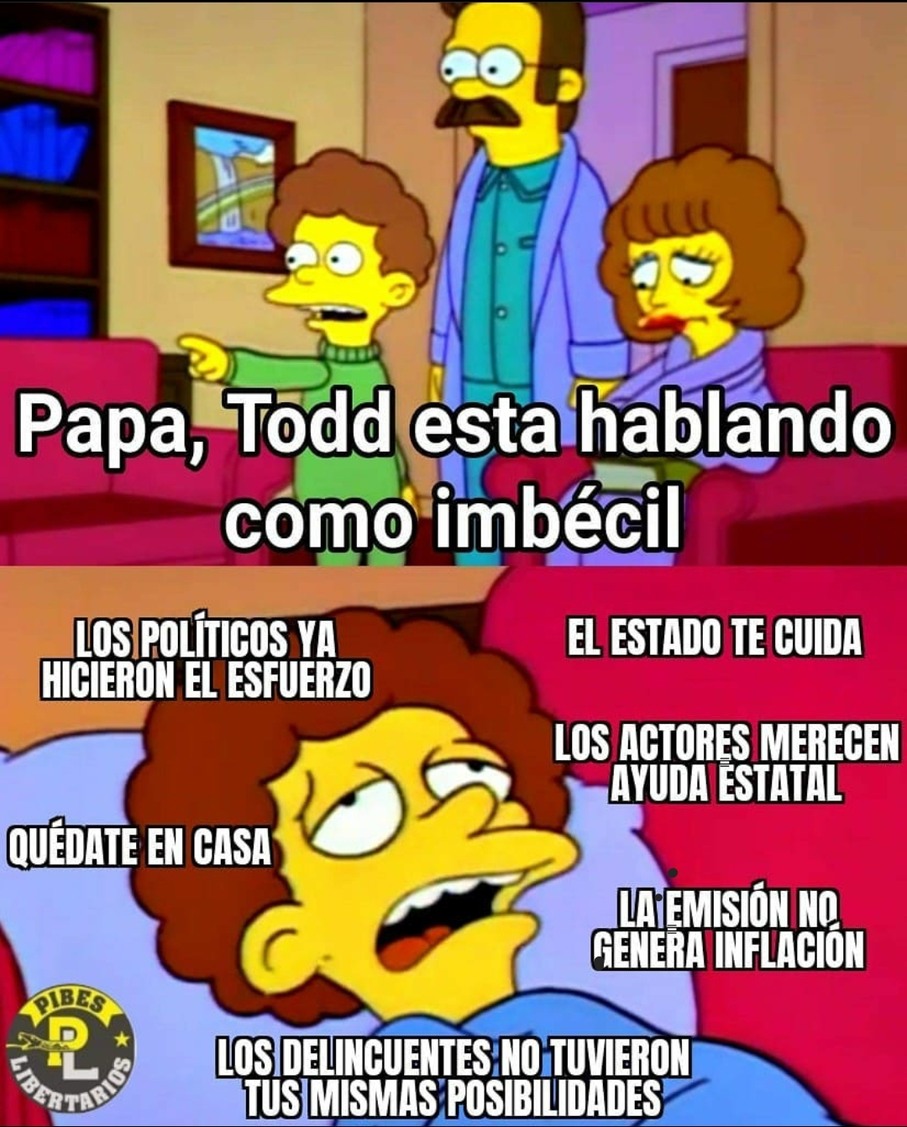 Papa, Todd esta hablando
como imbécil
LOS POLÍTICOS YA
HICIERON EL ESFUERZO
EL ESTADO TE CUIDA
LOS ACTORES MERECEN
AYUDA ESTATAL
QUÉDATE EN CASA
LA EMISIÓN NO
GENERA INFLACIÓN
LOS DELINCUENTES NO TUVIERON
TUS MISMAS POSIBILIDADES
PIBES
PL
LIBERTARIOS